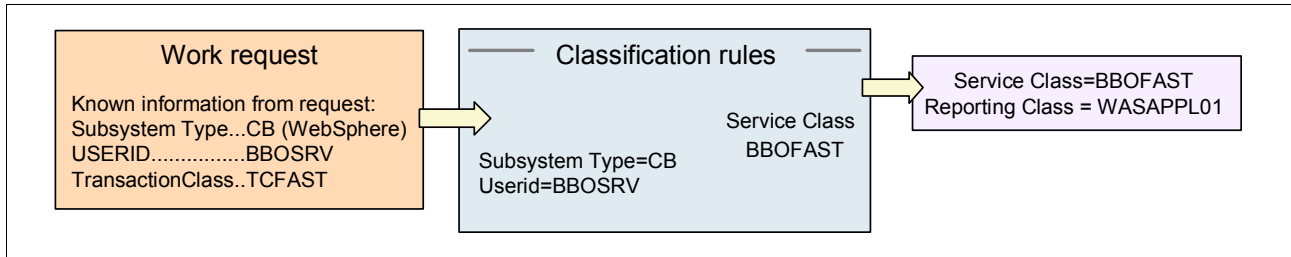 Work request
Known information from request:
Subsystem Type...CB (WebSphere)
USERID................BBOSRV
TransactionClass..TCFAST
Classification rules
Subsystem Type=CB
Userid=BBOSRV
Service Class
BBOFAST
Service Class=BBOFAST
Reporting Class = WASAPPL01